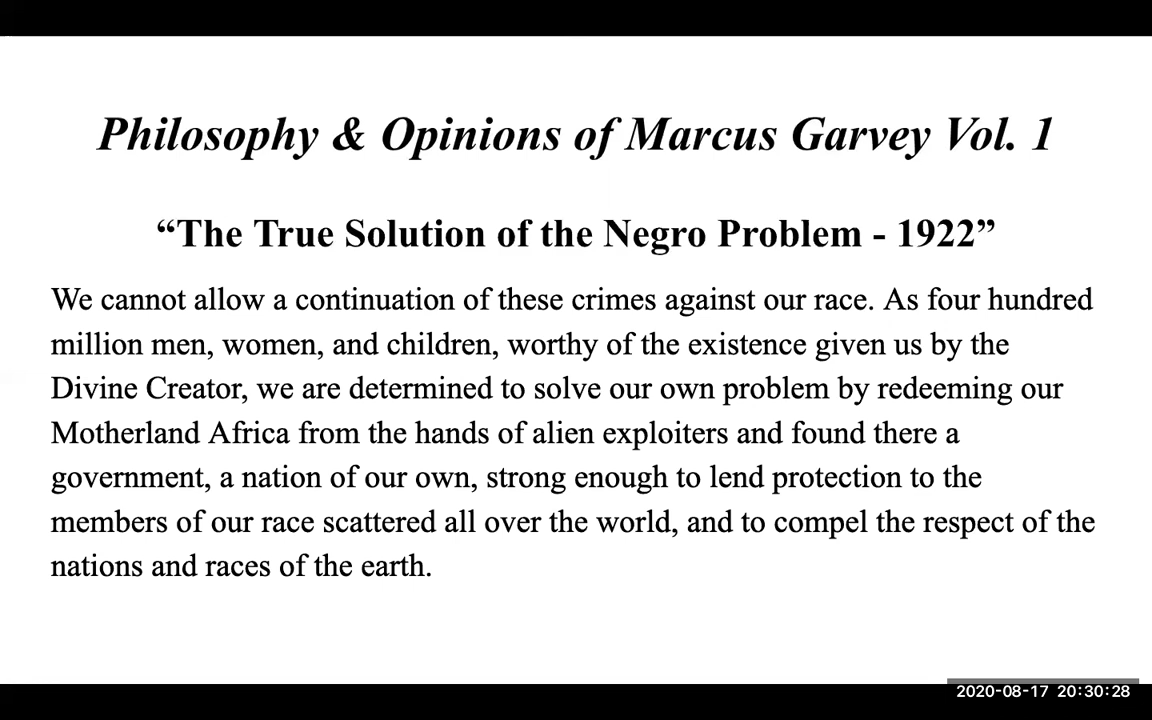 Philosophy & Opinions of Marcus Garvey Vol. 1
“The True Solution of the Negro Problem - 1922”
We cannot allow a continuation of these crimes against our race. As four hundred
million men, women, and children, worthy of the existence given us by the
Divine Creator, we are determined to solve our own problem by redeeming our
Motherland Africa from the hands of alien exploiters and found there a
government, a nation of our own, strong enough to lend protection to the
members of our race scattered all over the world, and to compel the respect of the
nations and races of the earth.
2020-08-17 20:30:28